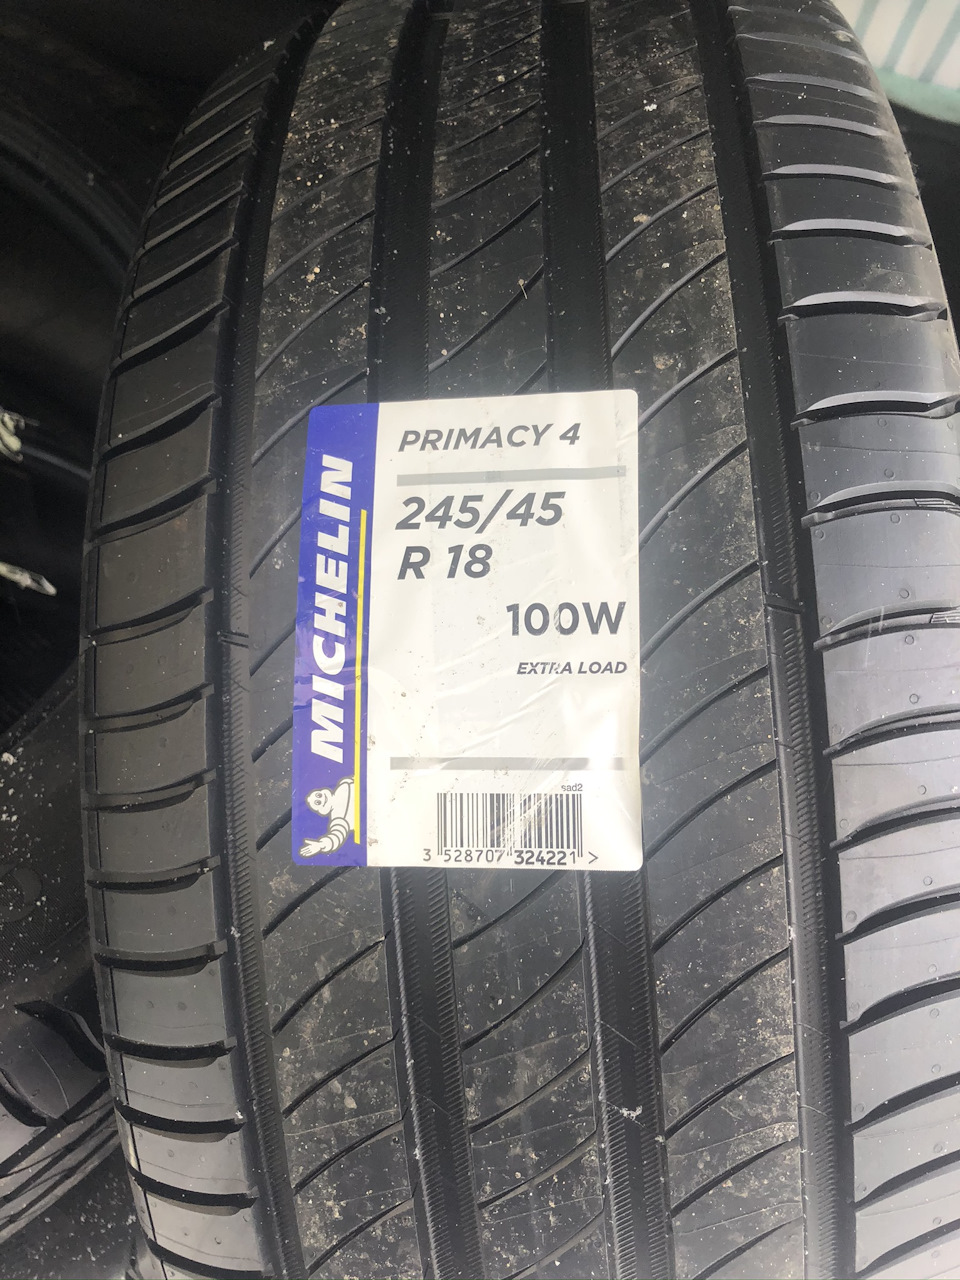 MICHELIN
PRIMACY 4
245/45
R 18
100W
EXTRA LOAD
sad2
3 528707 324221 >